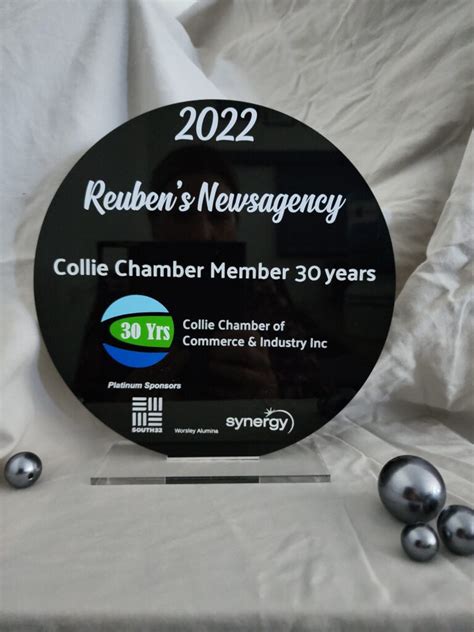 2022
Reuben's Newsagency
Collie Chamber Member 30 years
30 Yrs
Collie Chamber of
Commerce & Industry Inc
Platinum Sponsors
SOUTH32
Worsley Alumina
synergy